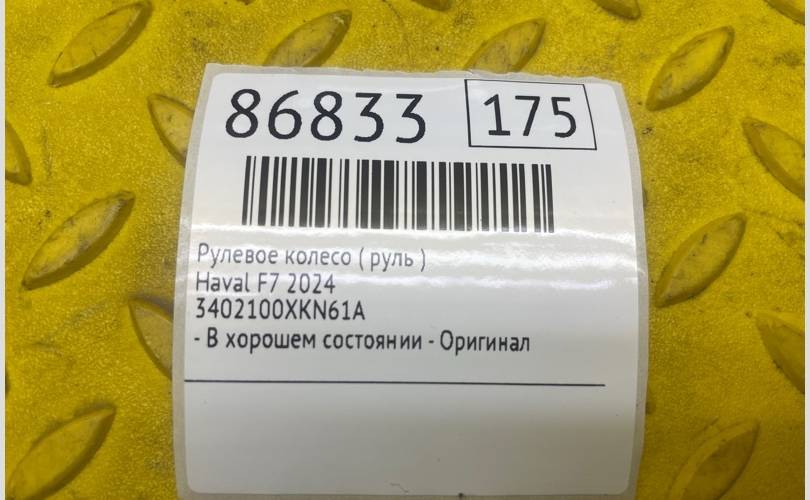 86833 175
Рулевое колесо ( руль )
Haval F7 2024
3402100XKN61A
- В хорошем состоянии - Оригинал